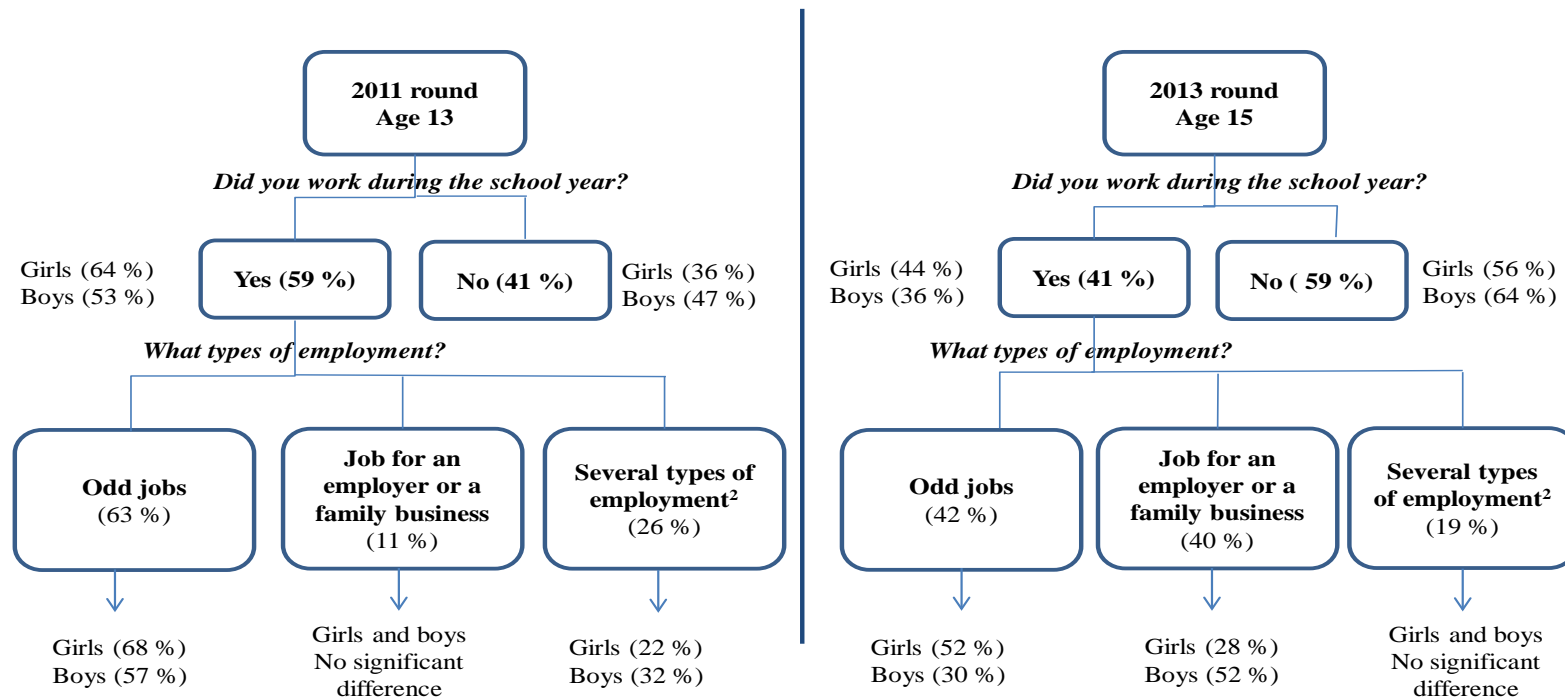 2011 round
Age 13
Did you work during the school year?
Girls (64 %)
Boys (53 %)
Yes (59 %)
No (41 %)
Girls (36 %)
Boys (47 %)
What types of employment?
Odd jobs
(63 %)
Job for an
employer or a
family business
(11 %)
Several types of
employment²
(26 %)
Girls (68 %)
Boys (57 %)
Girls and boys
No significant
difference
Girls (22 %)
Boys (32 %)
2013 round
Age 15
Did you work during the school year?
Girls (44 %)
Boys (36 %)
Yes (41 %)
No ( 59 %)
Girls (56 %)
Boys (64 %)
What types of employment?
Odd jobs
(42 %)
Job for an
employer or a
family business
(40 %)
Several types
of employment²
(19 %)
Girls (52 %)
Boys (30 %)
Girls (28 %)
Boys (52 %)
Girls and boys
No significant
difference